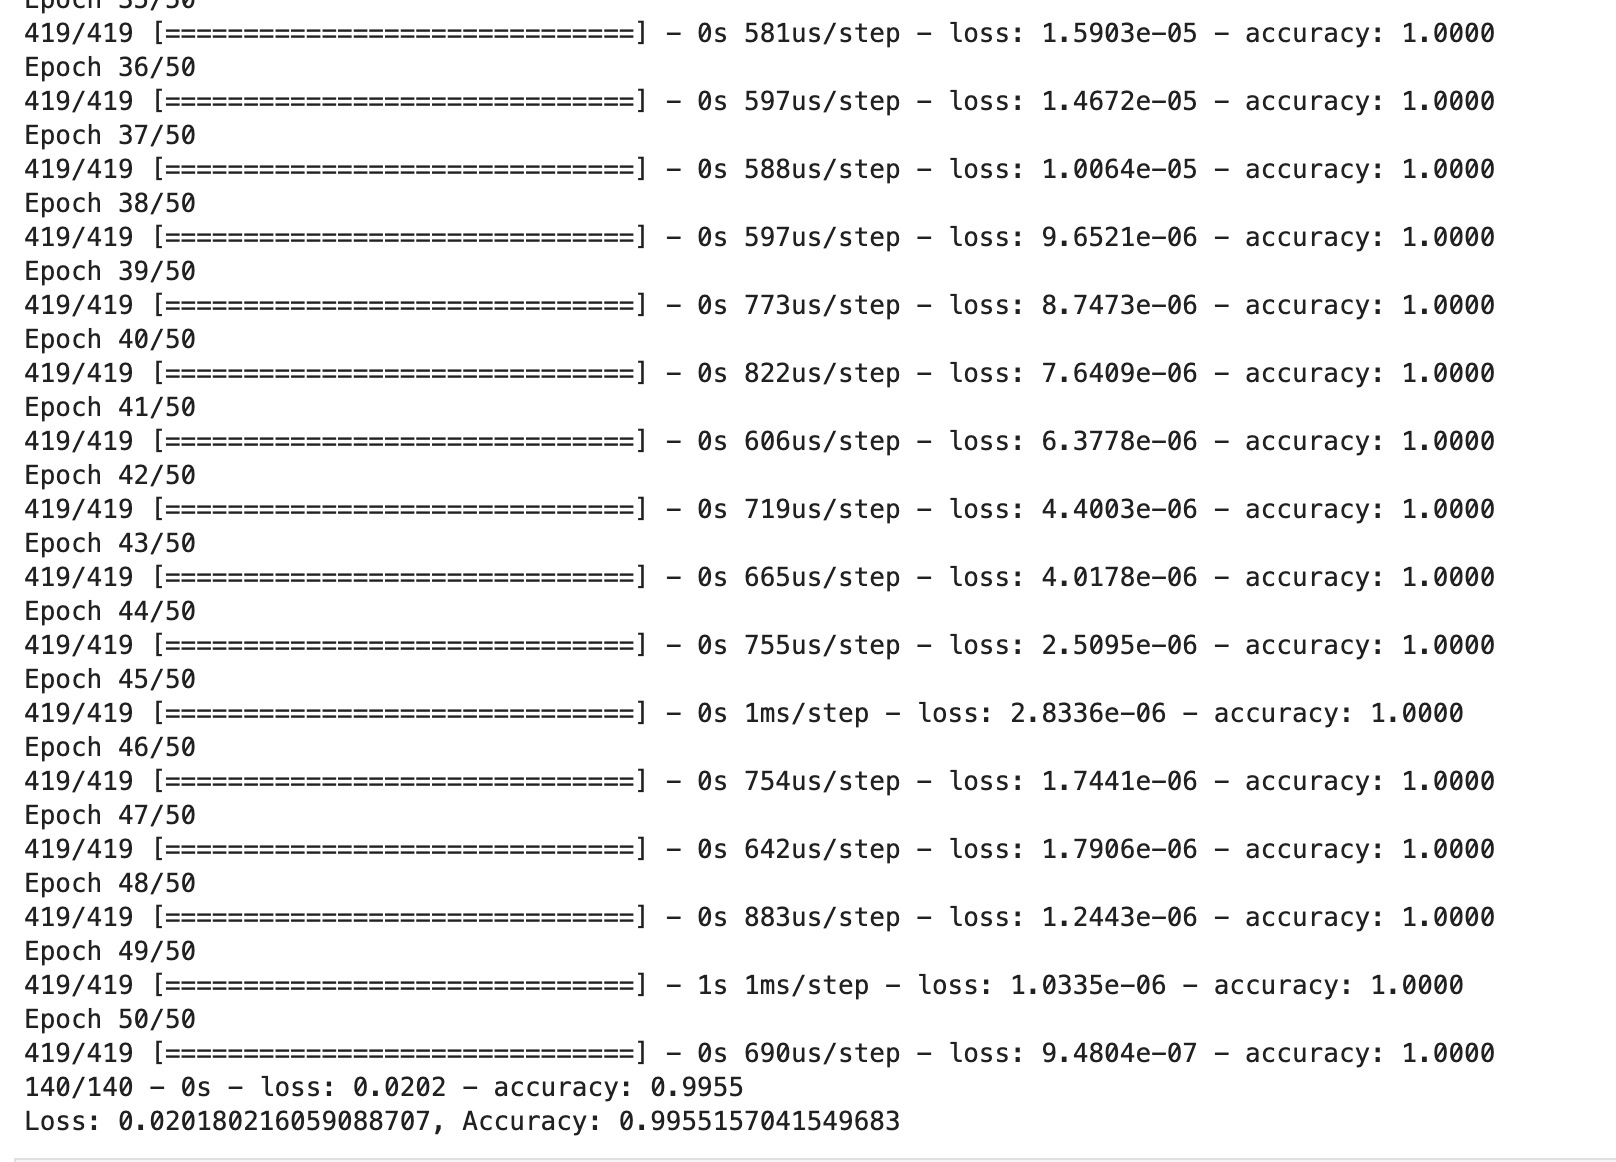 Epoch 35/50
419/419 [==============================] - 0s 581us/step - loss: 1.5903e-05 - accuracy: 1.0000
Epoch 36/50
419/419 [==============================] - 0s 597us/step - loss: 1.4672e-05 - accuracy: 1.0000
Epoch 37/50
419/419 [==============================] - 0s 588us/step - loss: 1.0064e-05 - accuracy: 1.0000
Epoch 38/50
419/419 [==============================] - 0s 597us/step - loss: 9.6521e-06 - accuracy: 1.0000
Epoch 39/50
419/419 [==============================] - 0s 773us/step - loss: 8.7473e-06 - accuracy: 1.0000
Epoch 40/50
419/419 [==============================] - 0s 822us/step - loss: 7.6409e-06 - accuracy: 1.0000
Epoch 41/50
419/419 [==============================] - 0s 606us/step - loss: 6.3778e-06 - accuracy: 1.0000
Epoch 42/50
419/419 [==============================] - 0s 719us/step - loss: 4.4003e-06 - accuracy: 1.0000
Epoch 43/50
419/419 [==============================] - 0s 665us/step - loss: 4.0178e-06 - accuracy: 1.0000
Epoch 44/50
419/419 [==============================] - 0s 755us/step - loss: 2.5095e-06 - accuracy: 1.0000
Epoch 45/50
419/419 [==============================] - 0s 1ms/step - loss: 2.8336e-06 - accuracy: 1.0000
Epoch 46/50
419/419 [==============================] - 0s 754us/step - loss: 1.7441e-06 - accuracy: 1.0000
Epoch 47/50
419/419 [==============================] - 0s 642us/step - loss: 1.7906e-06 - accuracy: 1.0000
Epoch 48/50
419/419 [==============================] - 0s 883us/step - loss: 1.2443e-06 - accuracy: 1.0000
Epoch 49/50
419/419 [==============================] - 1s 1ms/step - loss: 1.0335e-06 - accuracy: 1.0000
Epoch 50/50
419/419 [==============================] - 0s 690us/step - loss: 9.4804e-07 - accuracy: 1.0000
140/140 - 0s - loss: 0.0202 - accuracy: 0.9955
Loss: 0.020180216059088707, Accuracy: 0.9955157041549683